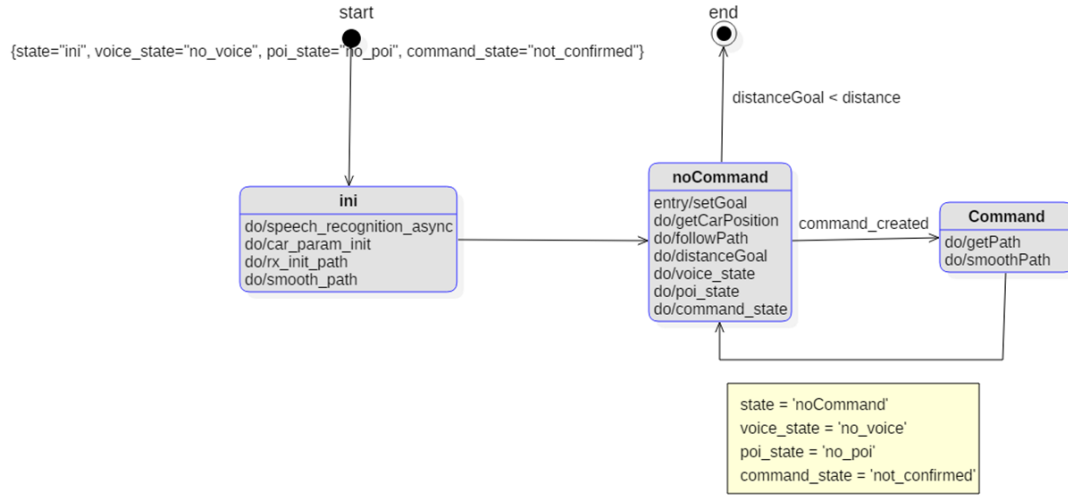 start
end
{state="ini", voice_state="no_voice", poi_state="no_poi", command_state="not_confirmed"}
distanceGoal < distance
ini
do/speech_recognition_async
do/car_param_init
do/rx_init_path
do/smooth_path
noCommand
entry/setGoal
do/getCarPosition
do/followPath
do/distanceGoal
do/voice_state
do/poi_state
do/command_state
command_created
Command
do/getPath
do/smoothPath
state = 'noCommand'
voice_state = 'no_voice'
poi_state = 'no_poi'
command_state = 'not_confirmed'